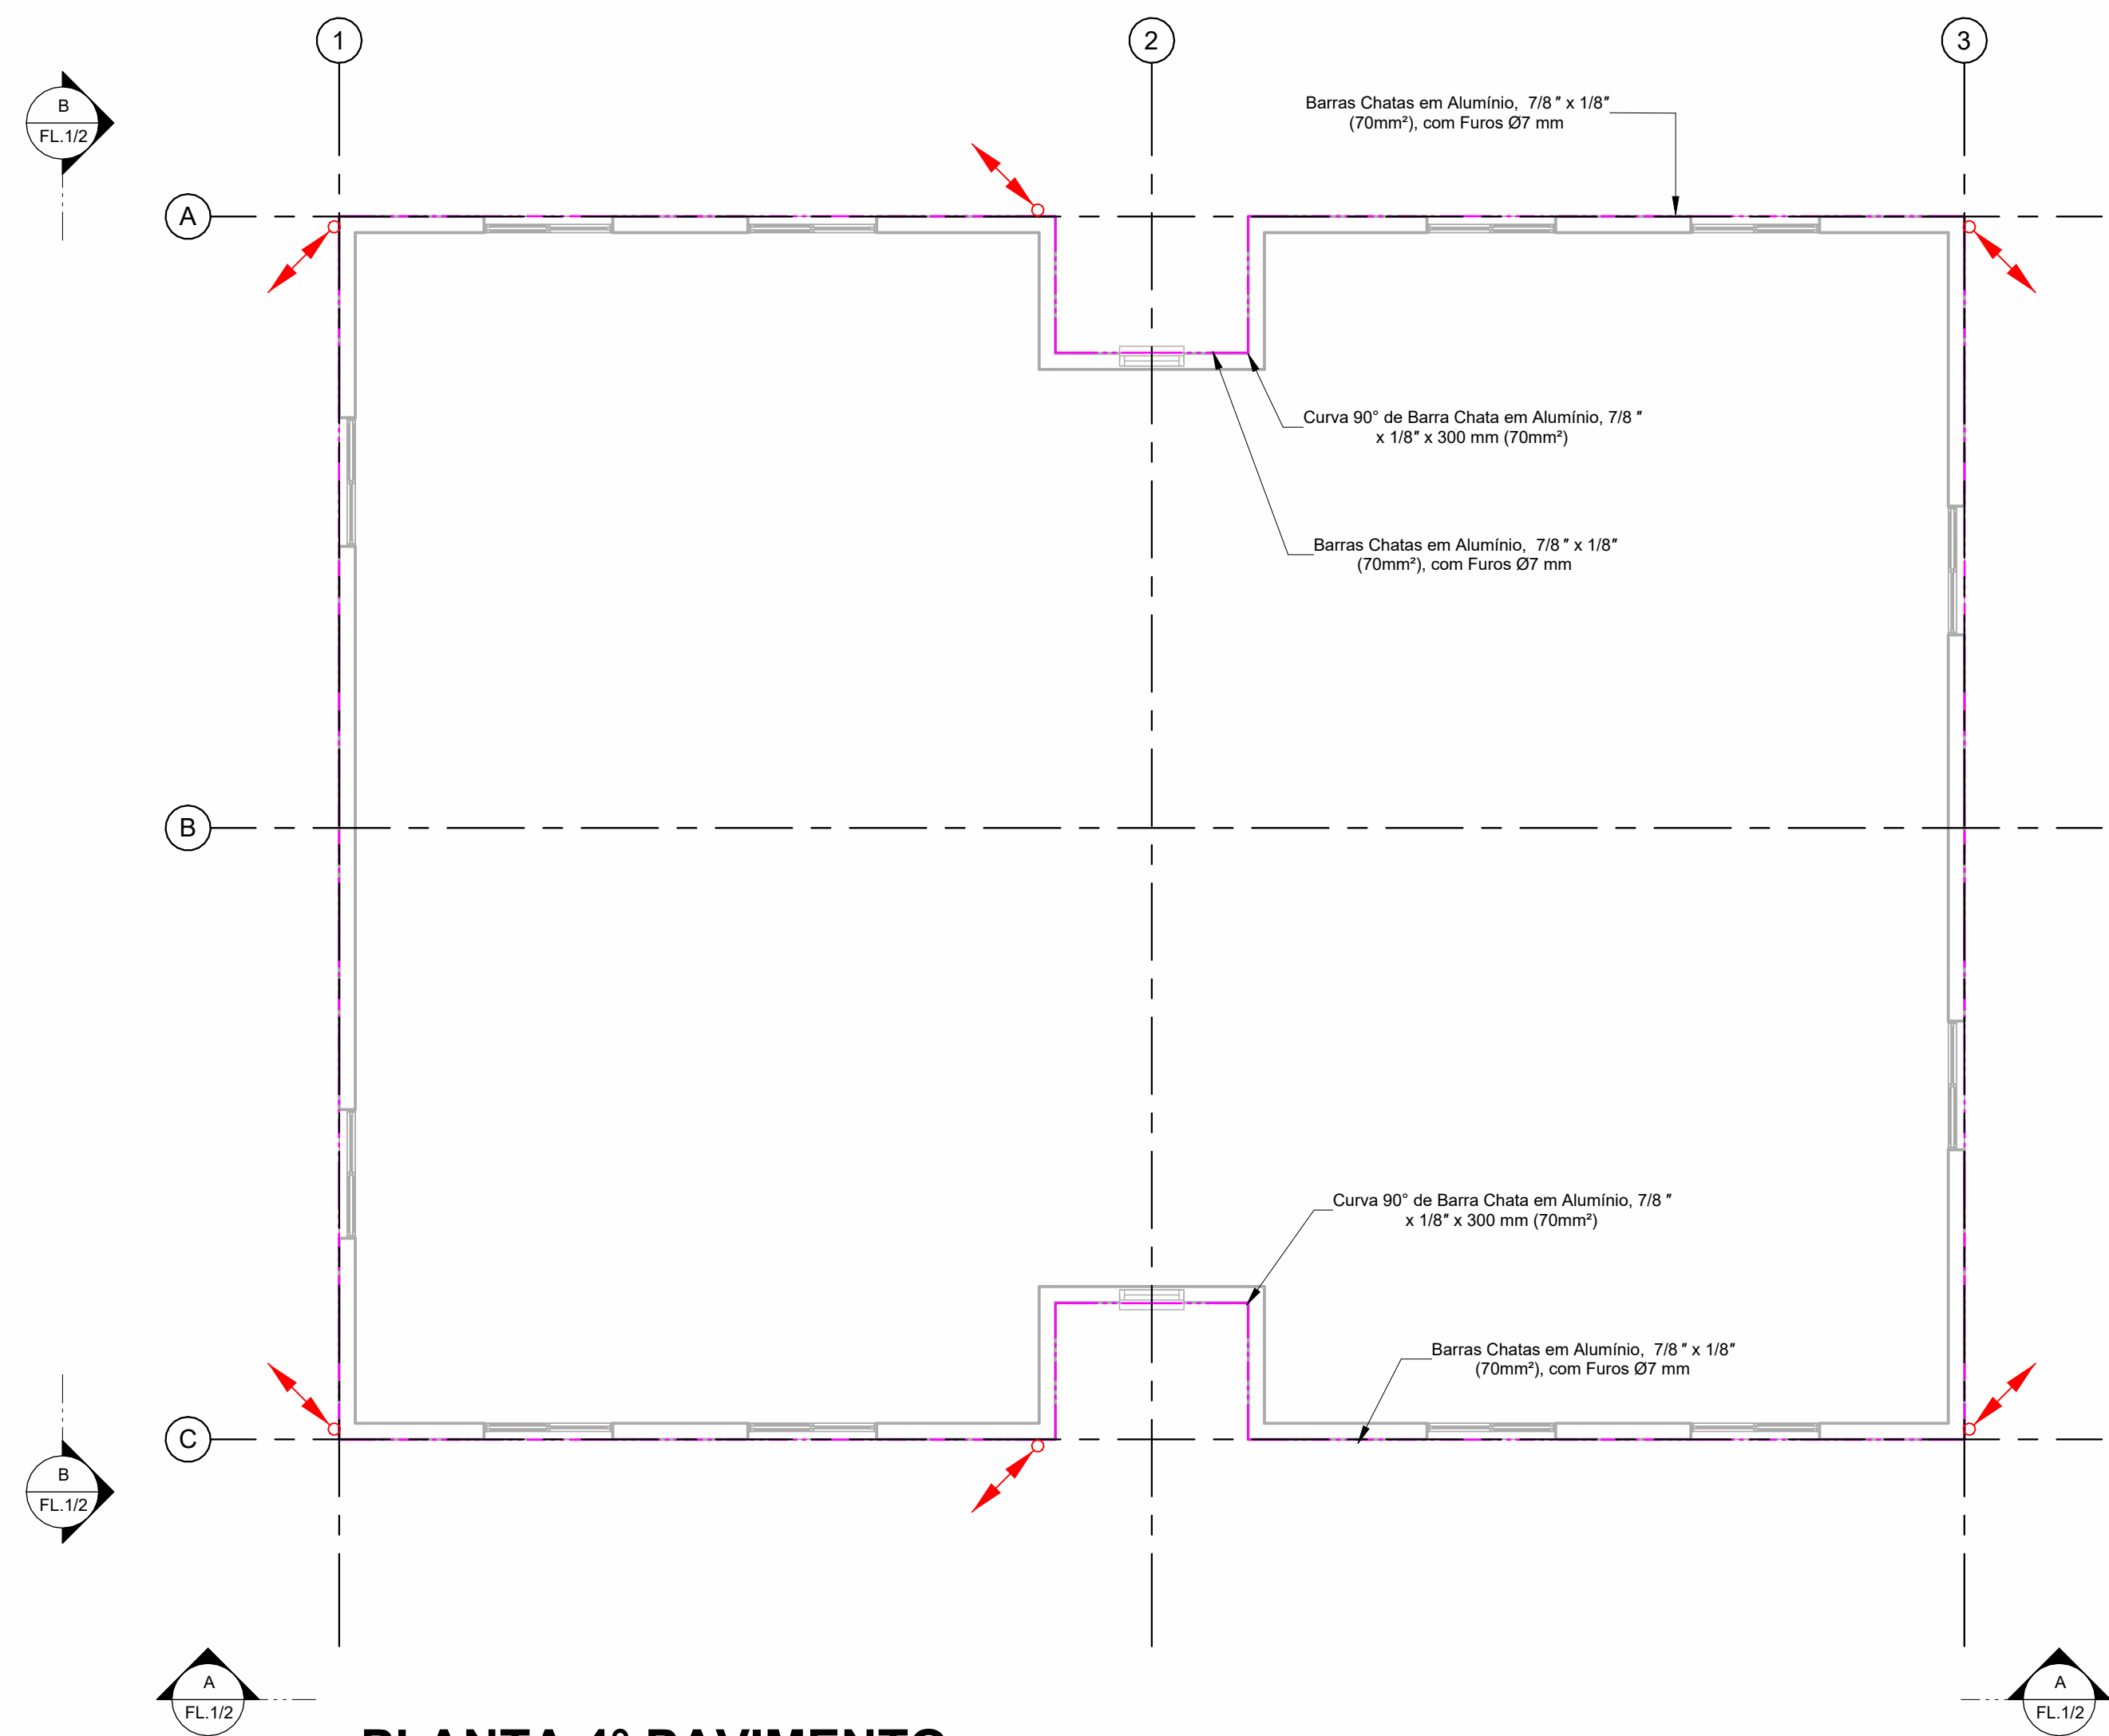 1
2
3
B
FL.1/2
Barras Chatas em Alumínio, 7/8 " x 1/8"
(70mm²), com Furos Ø7 mm
A
Curva 90° de Barra Chata em Alumínio, 7/8 "
x 1/8" x 300 mm (70mm²)
Barras Chatas em Alumínio, 7/8 " x 1/8"
(70mm²), com Furos Ø7 mm
B
Curva 90° de Barra Chata em Alumínio, 7/8 "
x 1/8" x 300 mm (70mm²)
Barras Chatas em Alumínio, 7/8 " x 1/8"
(70mm²), com Furos Ø7 mm
C
B
FL.1/2
A
FL.1/2
A
FL.1/2
PLANTA 4º PAVIMENTO